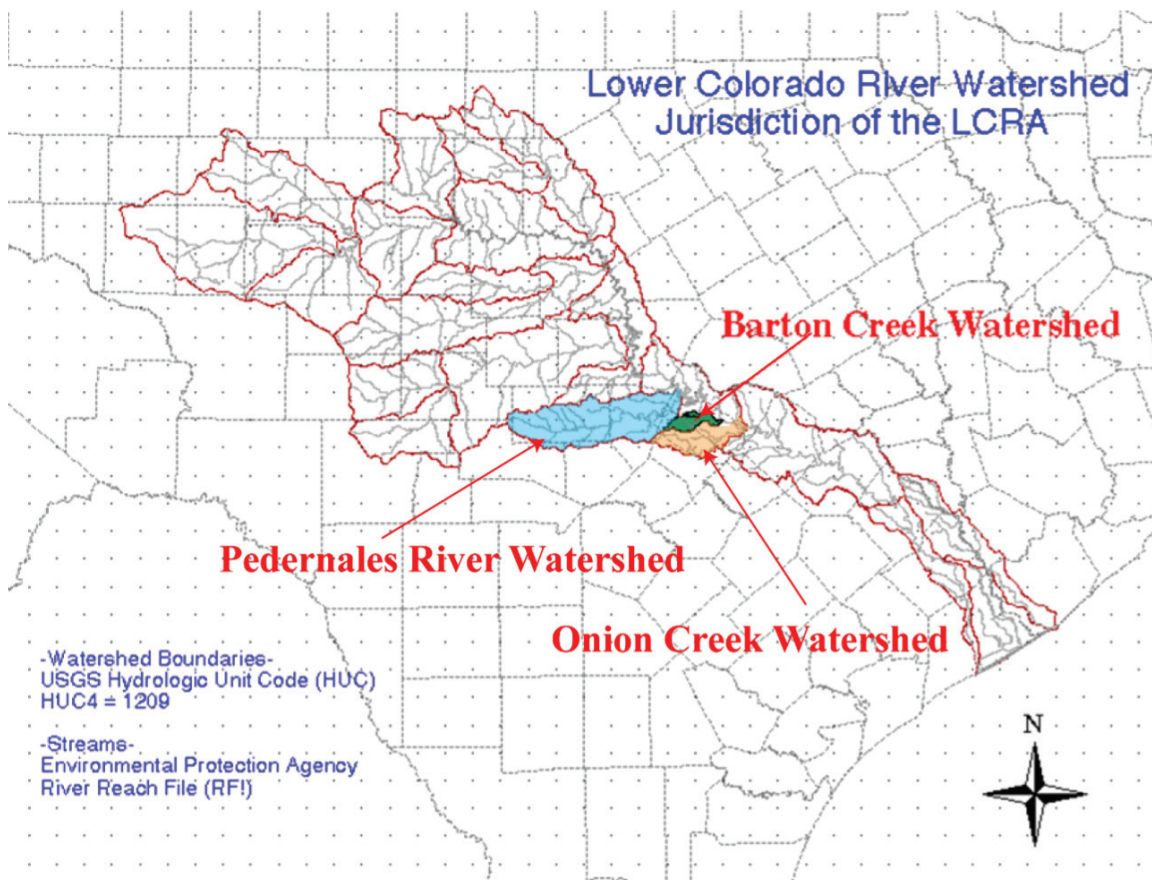 Lower Colorado River Watershed
Jurisdiction of the LCRA
Barton Creek Watershed
Pedernales River Watershed
Onion Creek Watershed
-Watershed Boundaries-
USGS Hydrologic Unit Code (HUC)
HUC4 = 1209
-Streams-
Environmental Protection Agency
River Reach File (RF!)
N